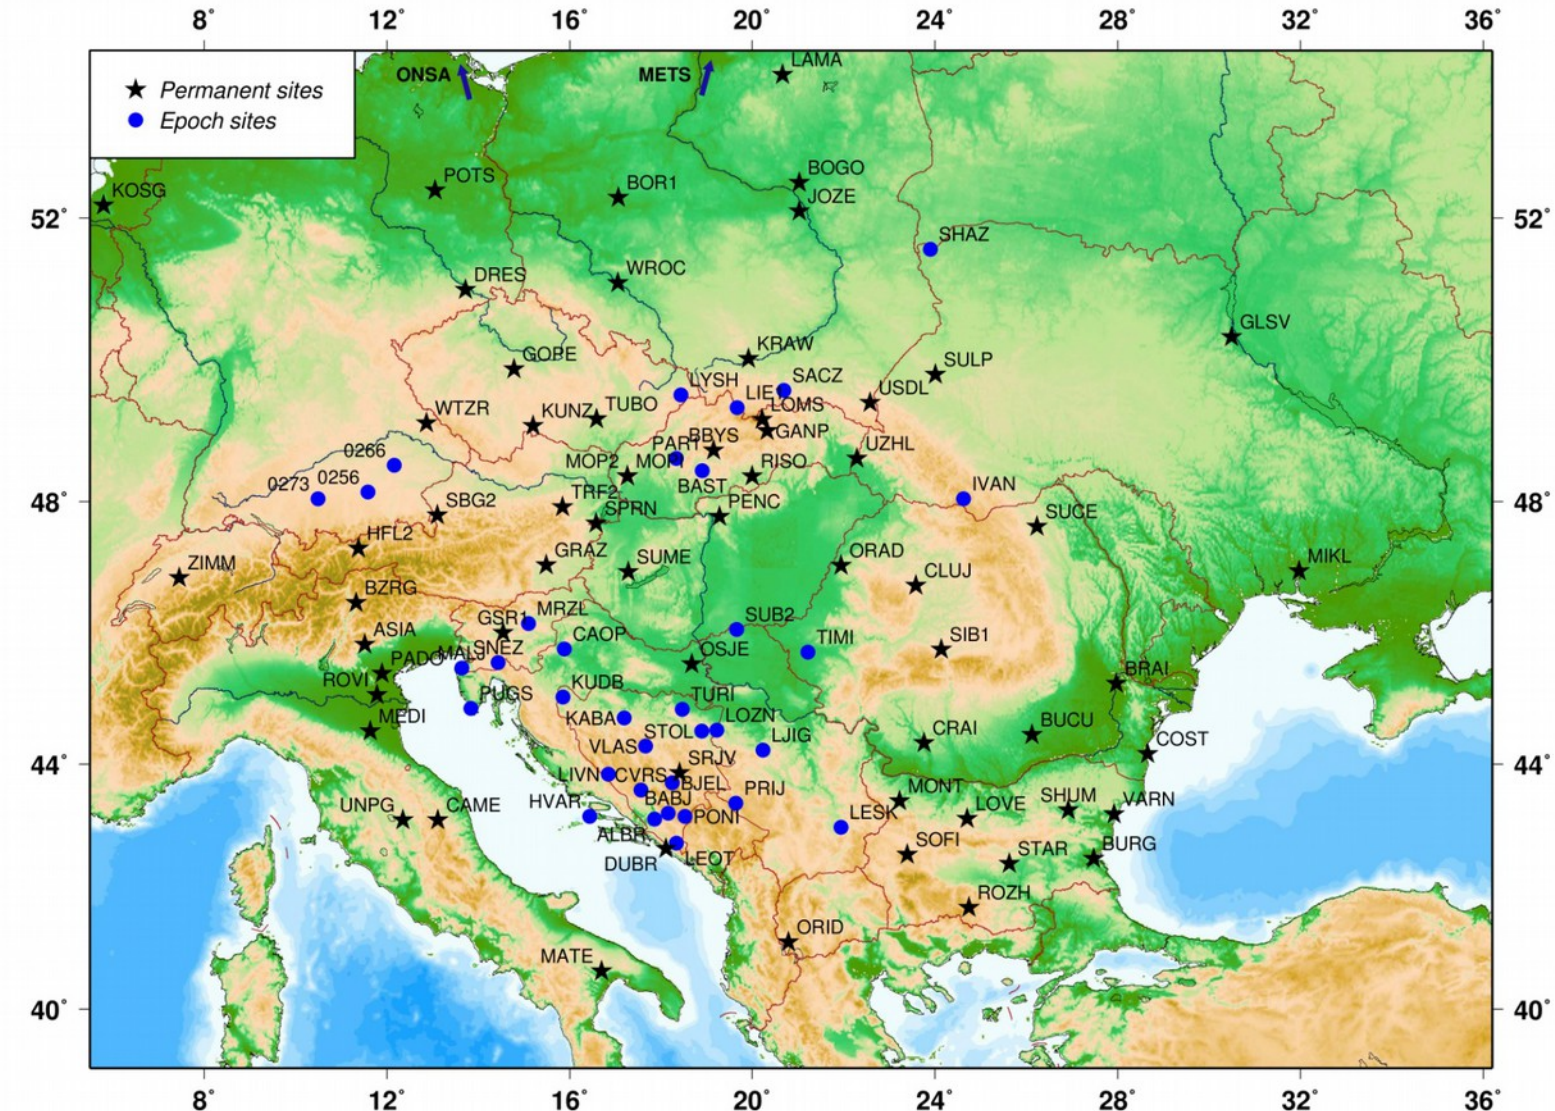 8° 12° 16° 20° 24° 28° 32° 36°
Permanent sites
Epoch sites
ONSA METS LAMA
KOSG POTS BOR1 BOGO
JOZE
52° 52°
SHAZ
DRES WROC
GLSV
GOPE KRAW SULP
LYSH LIE SACZ USDL
WTZR KUNZ TUBO LOMS
BBYS GANP
PART UZHL
0266 MOP2 MOPI RISO
0273 0256 BAST IVAN
48° 48°
SBG2 TRF2 PENC SUCE
SPRN
HFL2 GRAZ SUME ORAD MIKL
ZIMM CLUJ
BZRG
GSR1 MRZL SUB2
ASIA CAOP TIMI SIB1
PADO MALJ SNEZ OSJE
ROVI KUDB BRAI
PUGS TURI
MEDI KABA STOL LOZN CRAI BUCU
VLAS LJIG COST
44° 44°
LIVN CVRS SRJV
BJEL PRIJ MONT
UNPG CAME HVAR BABJ LESK LOVE SHUM VARN
ALBR PONI SOFI STAR BURG
DUBR LEOT
ROZH
ORID
MATE
40° 40°
8° 12° 16° 20° 24° 28° 32° 36°